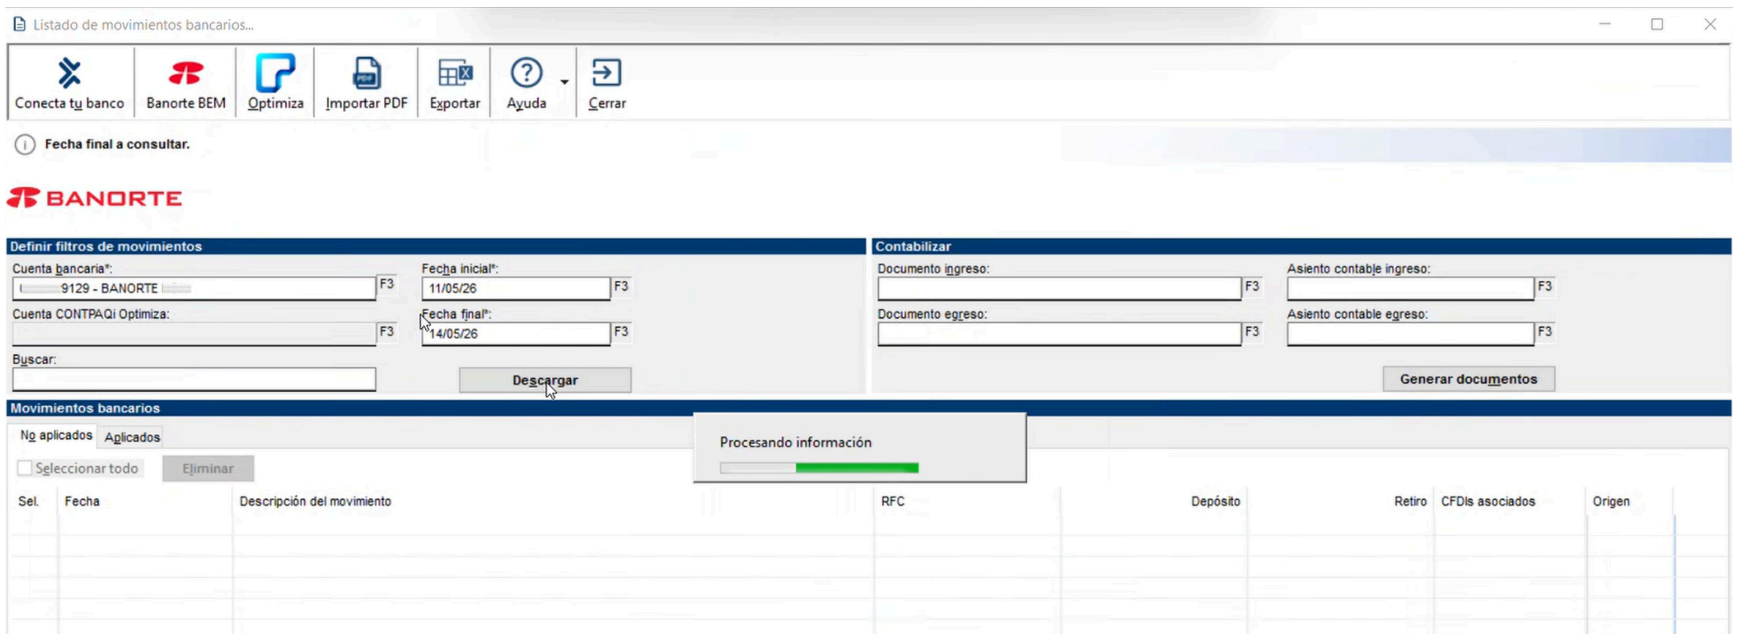 Listado de movimientos bancarios...
Conecta tu banco
Banorte BEM
Optimiza
Importar PDF
Exportar
Ayuda
Cerrar
Fecha final a consultar.
BANORTE
Definir filtros de movimientos
Contabilizar
Cuenta bancaria*:
Fecha inicial*:
Documento ingreso:
Asiento contable ingreso:
9129 - BANORTE
F3
11/05/26
F3
F3
F3
Cuenta CONTPAQi Optimiza:
Fecha final*:
Documento egreso:
Asiento contable egreso:
F3
14/05/26
F3
F3
F3
Buscar:
Descargar
Generar documentos
Movimientos bancarios
No aplicados
Aplicados
Procesando información
Seleccionar todo
Eliminar
Sel.
Fecha
Descripción del movimiento
RFC
Depósito
Retiro
CFDIs asociados
Origen